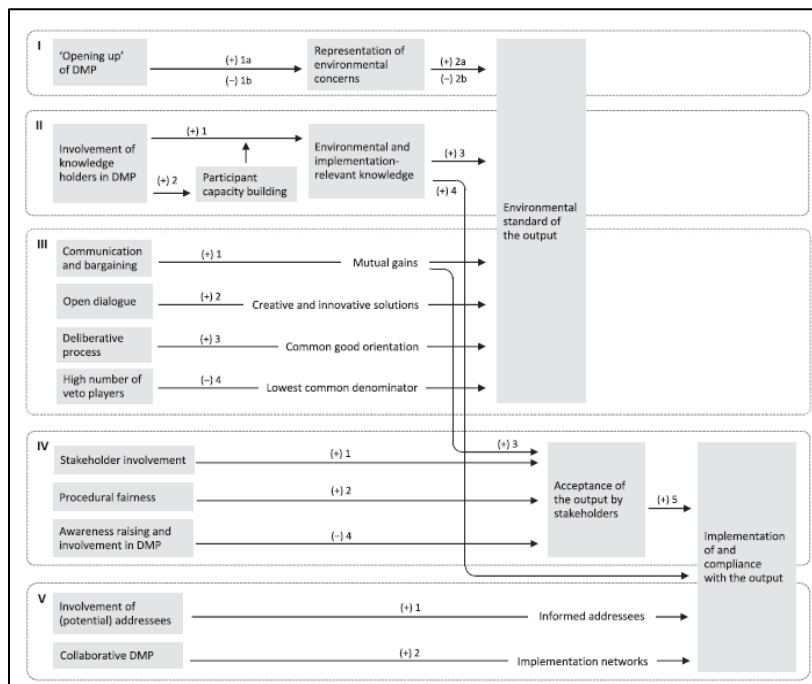 I
'Opening up'
of DMP
(+) 1a
(−) 1b
Representation of
environmental
concerns
(+) 2a
(−) 2b
II
Involvement of
knowledge
holders in DMP
(+) 1
(+) 2
Participant
capacity building
Environmental and
implementation-
relevant knowledge
(+) 3
(+) 4
Environmental
standard of
the output
III
Communication
and bargaining
(+) 1
Mutual gains
Open dialogue
(+) 2
Creative and innovative solutions
Deliberative
process
(+) 3
Common good orientation
High number of
veto players
(−) 4
Lowest common denominator
IV
Stakeholder involvement
(+) 1
(+) 3
Procedural fairness
(+) 2
Awareness raising and
involvement in DMP
(−) 4
Acceptance of
the output by
stakeholders
(+) 5
Implementation
of and
compliance
with the output
V
Involvement of
(potential) addressees
(+) 1
Informed addressees
Collaborative DMP
(+) 2
Implementation networks